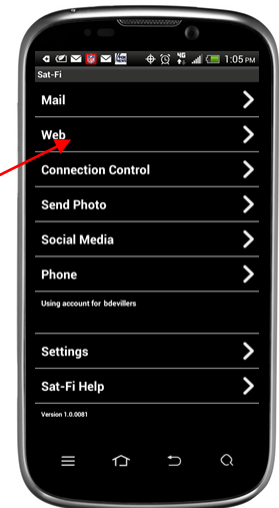 4G 1:05 PM
Sat-Fi
Mail
Web
Connection Control
Send Photo
Social Media
Phone
Using account for bdevillers
Settings
Sat-Fi Help
Version 1.0.0081